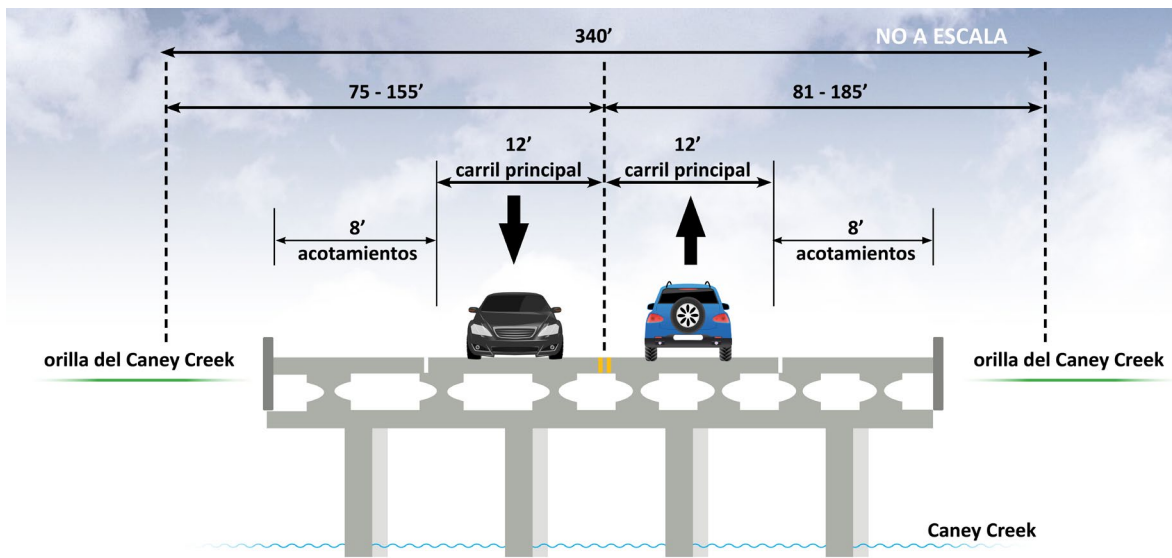 340’
NO A ESCALA
75 - 155’
81 - 185’
12’
carril principal
12’
carril principal
8’
acotamientos
8’
acotamientos
orilla del Caney Creek
orilla del Caney Creek
Caney Creek